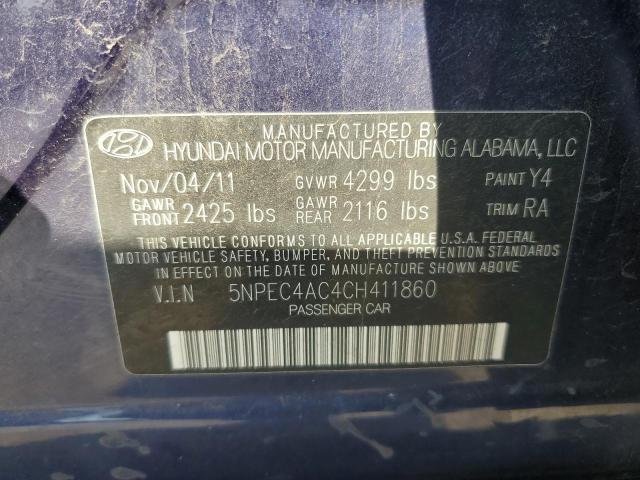 MANUFACTURED BY
HYUNDAI MOTOR MANUFACTURING ALABAMA, LLC
Nov/04/11 GVWR 4299 lbs PAINT Y4
GAWR FRONT 2425 lbs GAWR REAR 2116 lbs TRIM RA
THIS VEHICLE CONFORMS TO ALL APPLICABLE U.S.A. FEDERAL
MOTOR VEHICLE SAFETY, BUMPER, AND THEFT PREVENTION STANDARDS
IN EFFECT ON THE DATE OF MANUFACTURE SHOWN ABOVE.
V.I.N 5NPEC4AC4CH411860
PASSENGER CAR